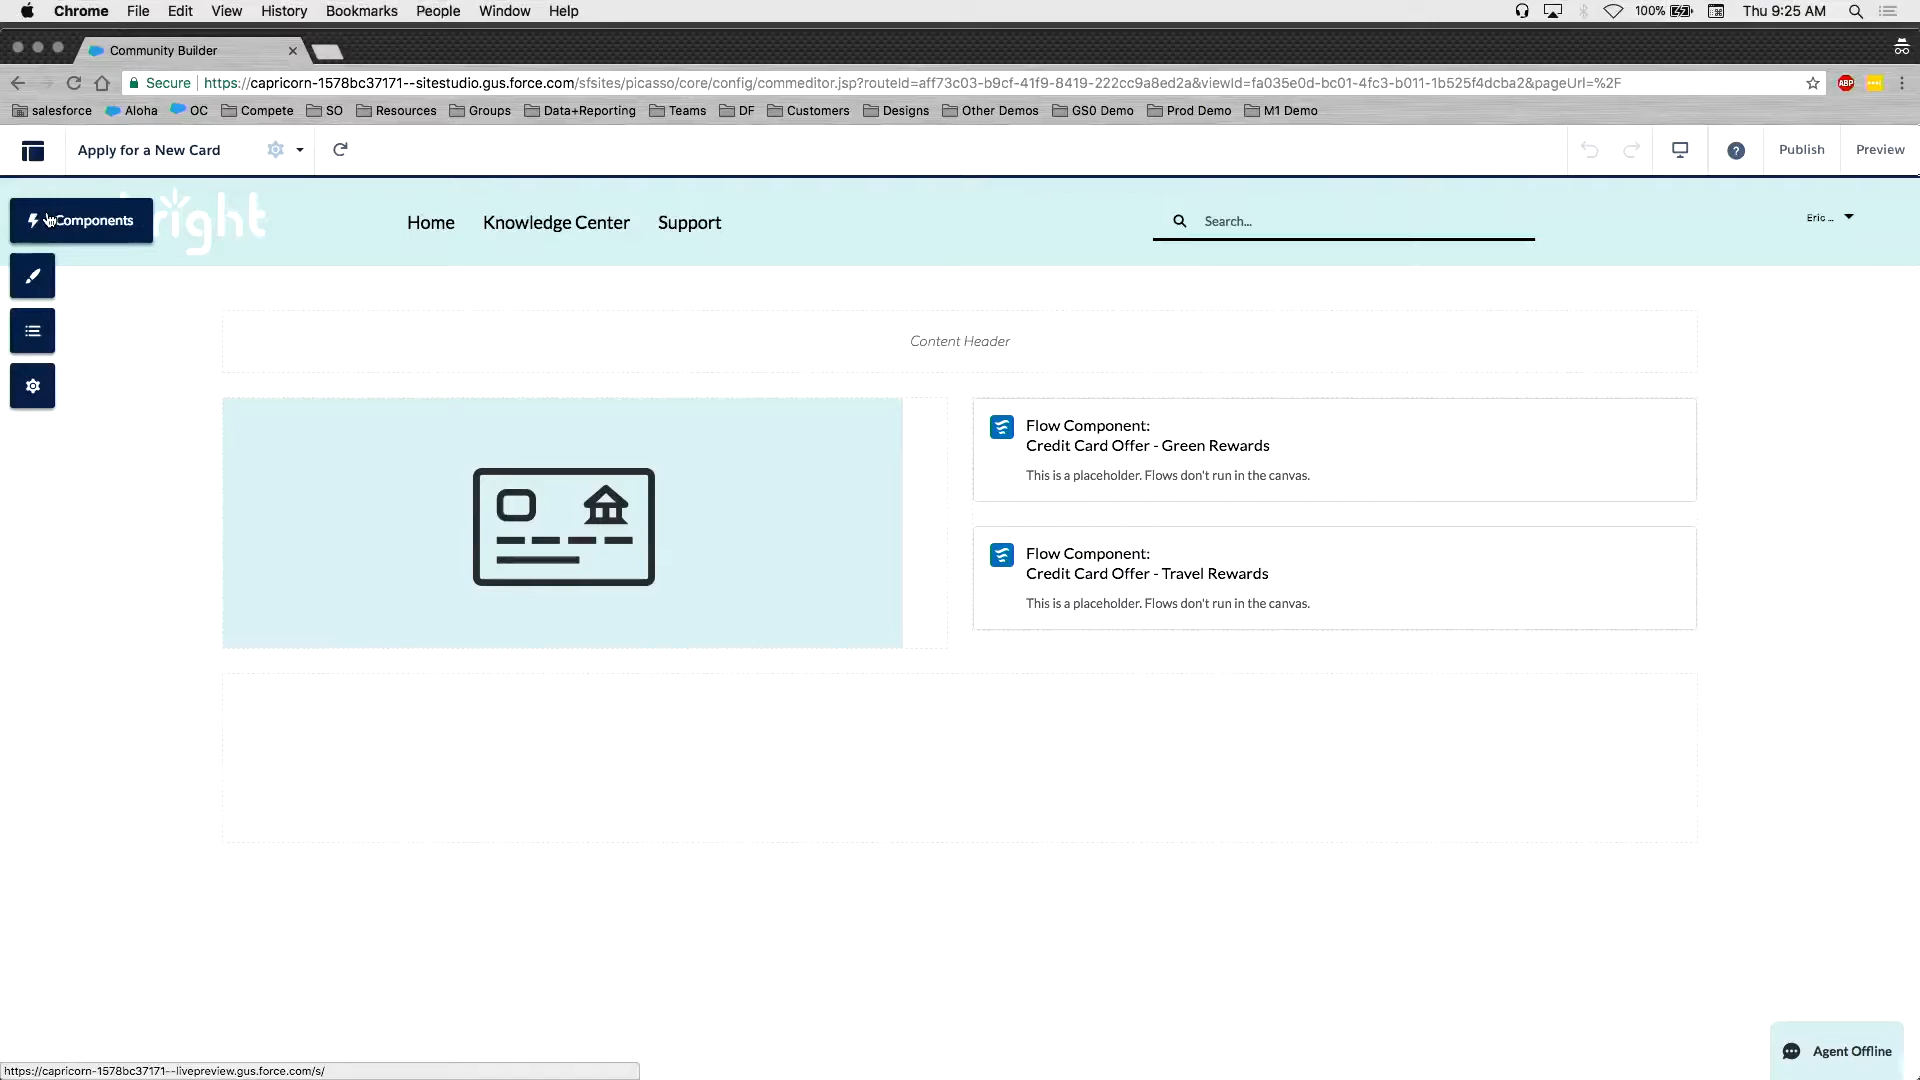 Chrome File Edit View History Bookmarks People Window Help 100% Thu 9:25 AM
Community Builder
Secure https://capricorn-1578bc37171--sitestudio.gus.force.com/sfsites/picasso/core/config/commeditor.jsp?routeId=aff73c03-b9cf-41f9-8419-222cc9a8ed2a&viewId=fa035e0d-bc01-4fc3-b011-1b525f4dcba2&pageUrl=%2F ABP
salesforce Aloha OC Compete SO Resources Groups Data+Reporting Teams DF Customers Designs Other Demos GS0 Demo Prod Demo M1 Demo
Apply for a New Card ? Publish Preview
Components right Home Knowledge Center Support Search... Eric ...
Content Header
Flow Component:
Credit Card Offer - Green Rewards
This is a placeholder. Flows don't run in the canvas.
Flow Component:
Credit Card Offer - Travel Rewards
This is a placeholder. Flows don't run in the canvas.
Agent Offline
https://capricorn-1578bc37171--livepreview.gus.force.com/s/